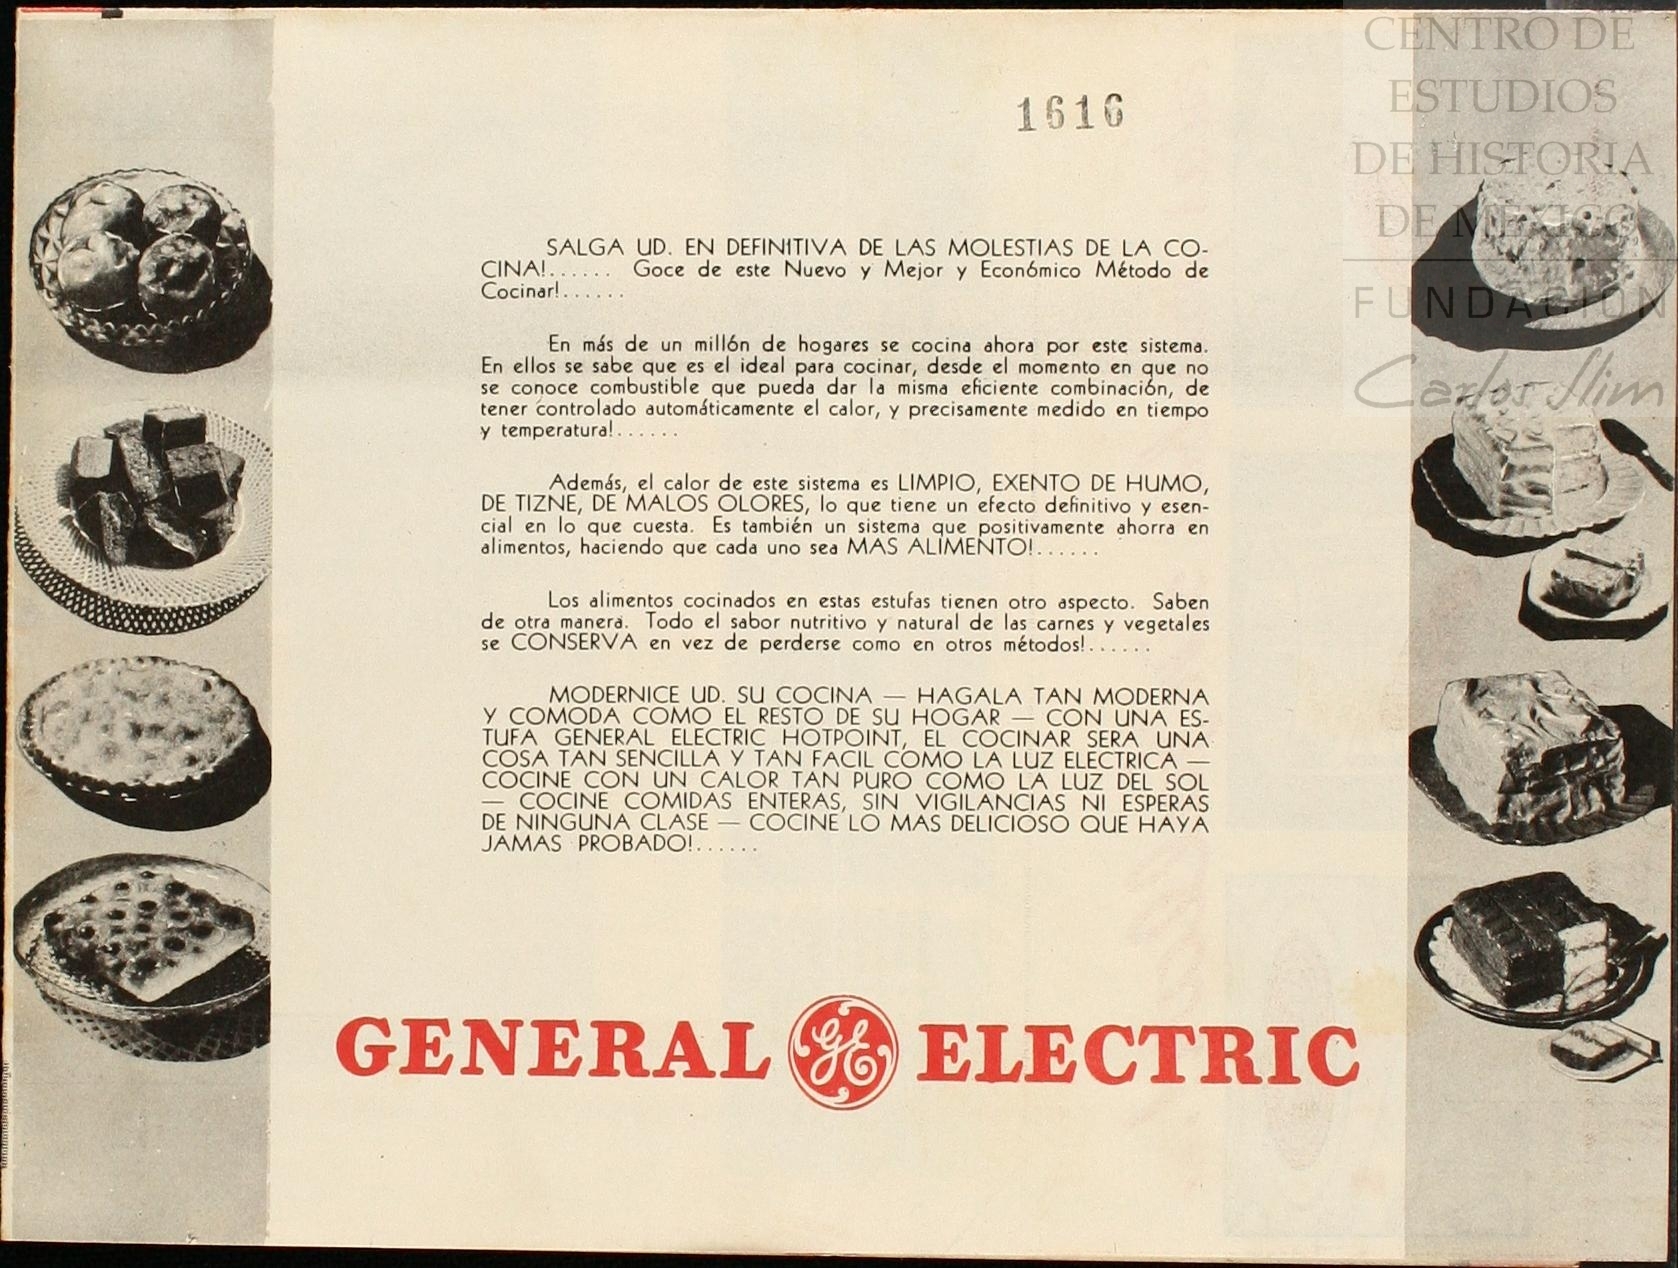 CENTRO DE
ESTUDIOS
DE HISTORIA
DE MÉXICO
FUNDACIÓN
Carlos Slim
1616
SALGA UD. EN DEFINITIVA DE LAS MOLESTIAS DE LA CO-
CINA!...... Goce de este Nuevo y Mejor y Económico Método de
Cocinar!......
En más de un millón de hogares se cocina ahora por este sistema.
En ellos se sabe que es el ideal para cocinar, desde el momento en que no
se conoce combustible que pueda dar la misma eficiente combinación, de
tener controlado automáticamente el calor, y precisamente medido en tiempo
y temperatura!......
Además, el calor de este sistema es LIMPIO, EXENTO DE HUMO,
DE TIZNE, DE MALOS OLORES, lo que tiene un efecto definitivo y esen-
cial en lo que cuesta. Es también un sistema que positivamente ahorra en
alimentos, haciendo que cada uno sea MAS ALIMENTO!......
Los alimentos cocinados en estas estufas tienen otro aspecto. Saben
de otra manera. Todo el sabor nutritivo y natural de las carnes y vegetales
se CONSERVA en vez de perderse como en otros métodos!......
MODERNICE UD. SU COCINA — HAGALA TAN MODERNA
Y COMODA COMO EL RESTO DE SU HOGAR — CON UNA ES-
TUFA GENERAL ELECTRIC HOTPOINT, EL COCINAR SERA UNA
COSA TAN SENCILLA Y TAN FACIL COMO LA LUZ ELECTRICA —
COCINE CON UN CALOR TAN PURO COMO LA LUZ DEL SOL
— COCINE COMIDAS ENTERAS, SIN VIGILANCIAS NI ESPERAS
DE NINGUNA CLASE — COCINE LO MAS DELICIOSO QUE HAYA
JAMAS PROBADO!......
GENERAL GE ELECTRIC